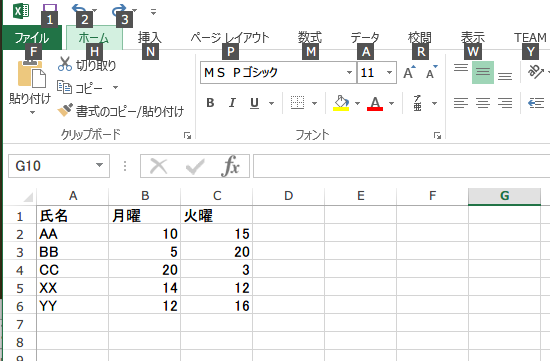 1 2 3
ファイル ホーム 挿入 ページ レイアウト 数式 データ 校閲 表示 TEAM
F H N P M A R W Y
切り取り
コピー
貼り付け
書式のコピー/貼り付け
クリップボード
ＭＳ Ｐゴシック 11 A A
B I U A ア亜
フォント
G10 fx
A B C D E F G
1 氏名 月曜 火曜
2 AA 10 15
3 BB 5 20
4 CC 20 3
5 XX 14 12
6 YY 12 16
7
8
9